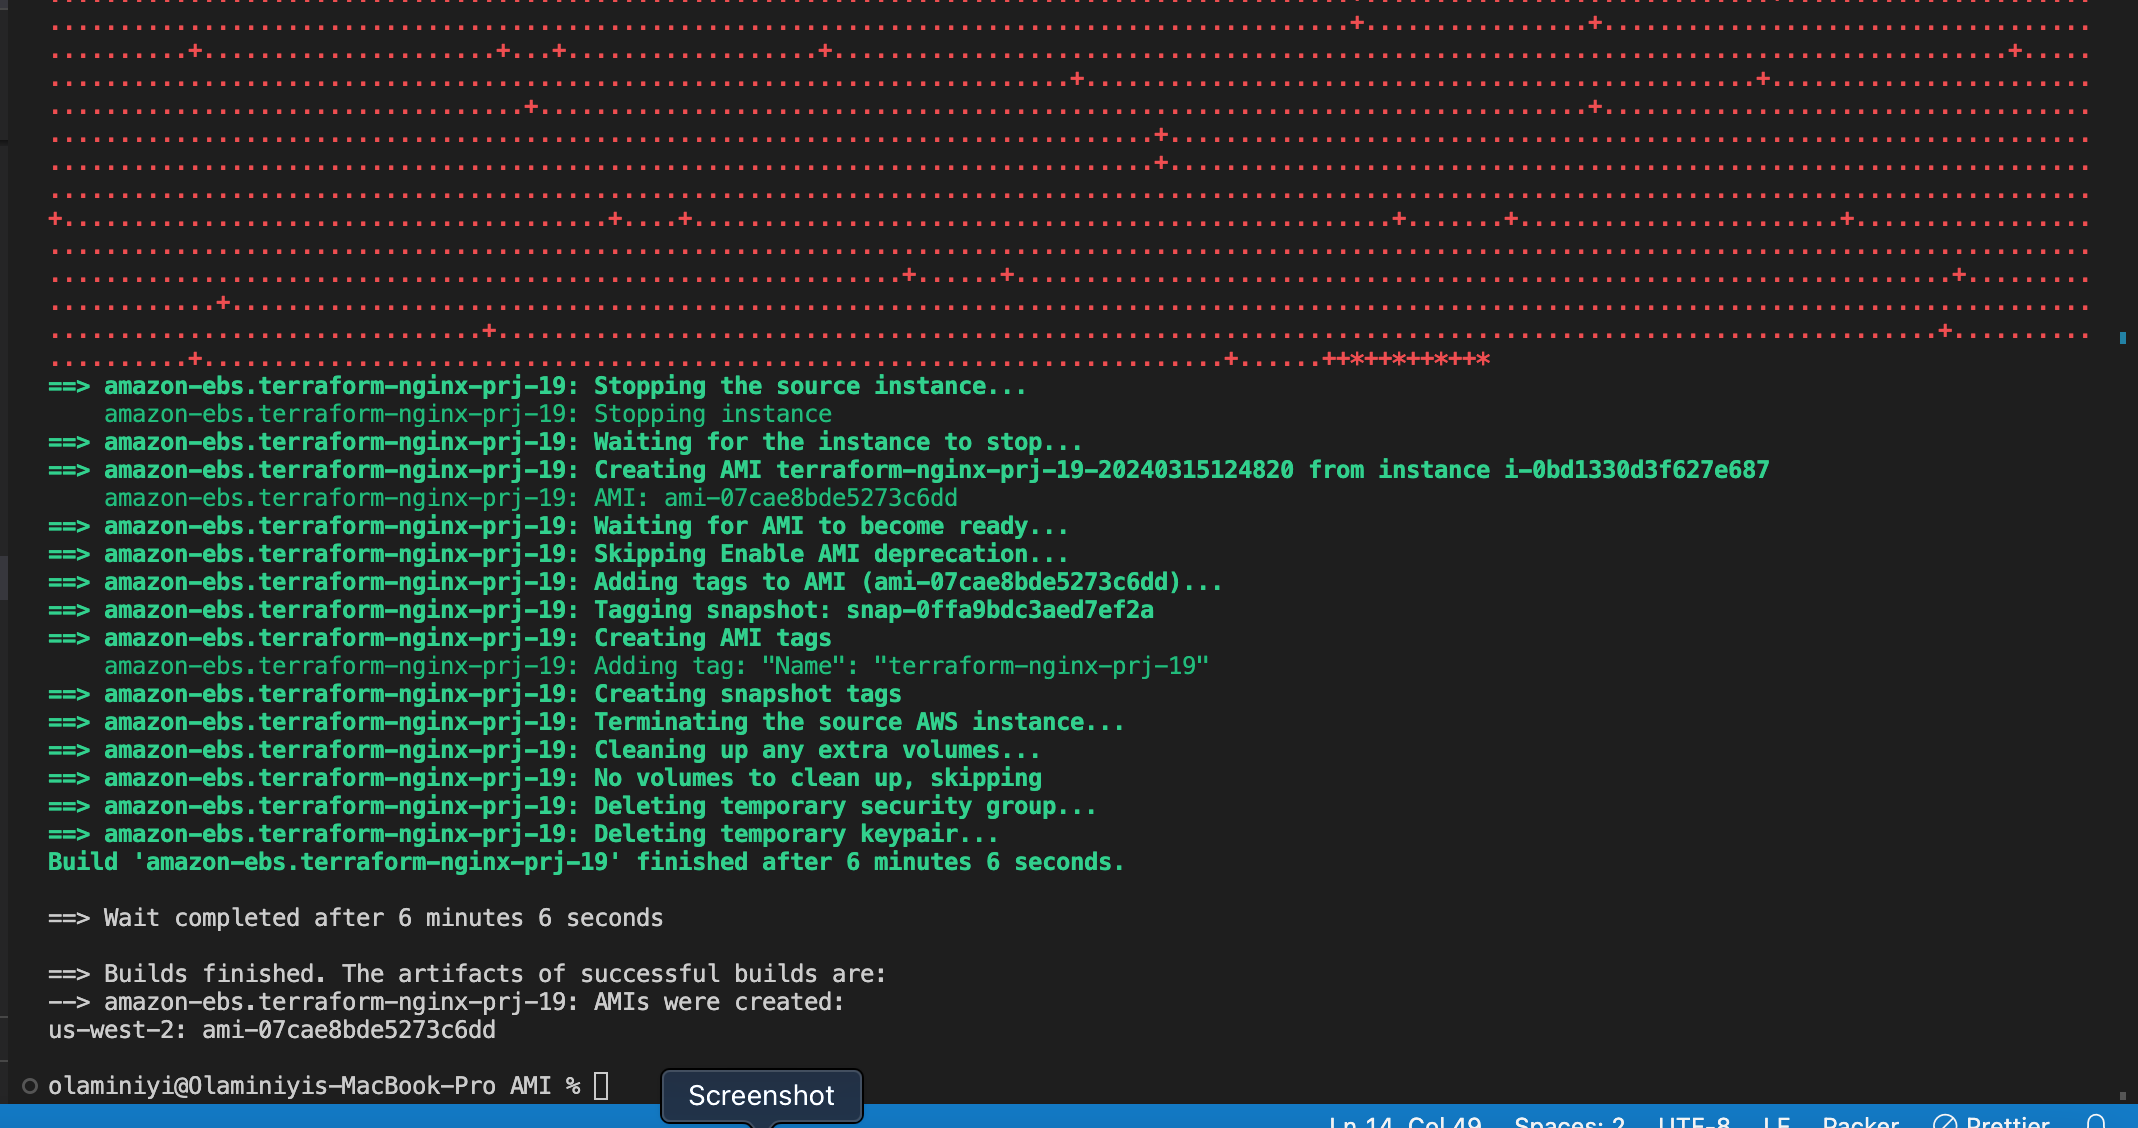 ++*++*++*++*
==> amazon-ebs.terraform-nginx-prj-19: Stopping the source instance...
amazon-ebs.terraform-nginx-prj-19: Stopping instance
==> amazon-ebs.terraform-nginx-prj-19: Waiting for the instance to stop...
==> amazon-ebs.terraform-nginx-prj-19: Creating AMI terraform-nginx-prj-19-20240315124820 from instance i-0bd1330d3f627e687
amazon-ebs.terraform-nginx-prj-19: AMI: ami-07cae8bde5273c6dd
==> amazon-ebs.terraform-nginx-prj-19: Waiting for AMI to become ready...
==> amazon-ebs.terraform-nginx-prj-19: Skipping Enable AMI deprecation...
==> amazon-ebs.terraform-nginx-prj-19: Adding tags to AMI (ami-07cae8bde5273c6dd)...
==> amazon-ebs.terraform-nginx-prj-19: Tagging snapshot: snap-0ffa9bdc3aed7ef2a
==> amazon-ebs.terraform-nginx-prj-19: Creating AMI tags
amazon-ebs.terraform-nginx-prj-19: Adding tag: "Name": "terraform-nginx-prj-19"
==> amazon-ebs.terraform-nginx-prj-19: Creating snapshot tags
==> amazon-ebs.terraform-nginx-prj-19: Terminating the source AWS instance...
==> amazon-ebs.terraform-nginx-prj-19: Cleaning up any extra volumes...
==> amazon-ebs.terraform-nginx-prj-19: No volumes to clean up, skipping
==> amazon-ebs.terraform-nginx-prj-19: Deleting temporary security group...
==> amazon-ebs.terraform-nginx-prj-19: Deleting temporary keypair...
Build 'amazon-ebs.terraform-nginx-prj-19' finished after 6 minutes 6 seconds.
==> Wait completed after 6 minutes 6 seconds
==> Builds finished. The artifacts of successful builds are:
--> amazon-ebs.terraform-nginx-prj-19: AMIs were created:
us-west-2: ami-07cae8bde5273c6dd
olaminiyi@Olaminiyis-MacBook-Pro AMI %
Screenshot
Ln 14, Col 49 Spaces: 2 UTF-8 LF Packer Prettier